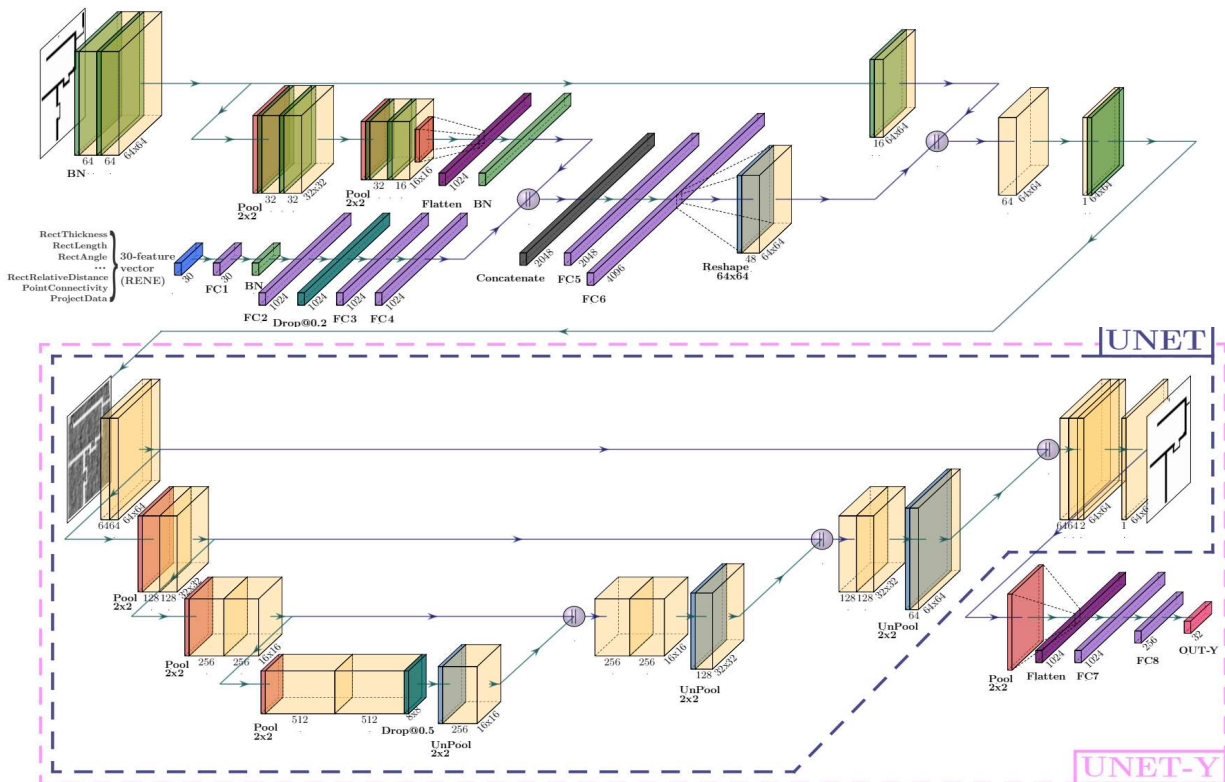 64 64 64x64
BN
32 32 32x32
Pool
2x2
32 16 16x16
Pool
2x2
1024
Flatten
BN
16 64x64
64 64x64
1 64x64
RectThickness
RectLength
RectAngle
...
RectRelativeDistance
PointConnectivity
ProjectData
30-feature
vector
(RENE)
30
30
FC1
BN
1024
FC2
1024
Drop@0.2
1024
FC3
1024
FC4
2048
Concatenate
2048
FC5
4096
FC6
48 64x64
Reshape
64x64
UNET
6464 64x64
128 128 32x32
Pool
2x2
256 256 16x16
Pool
2x2
512 512 8x8
Pool
2x2
Drop@0.5
256 16x16
UnPool
2x2
256 256 16x16
128 32x32
UnPool
2x2
128 128 32x32
64 64x64
UnPool
2x2
6464 2 64x64
1
Pool
2x2
1024
Flatten
1024
FC7
256
FC8
32
OUT-Y
UNET-Y